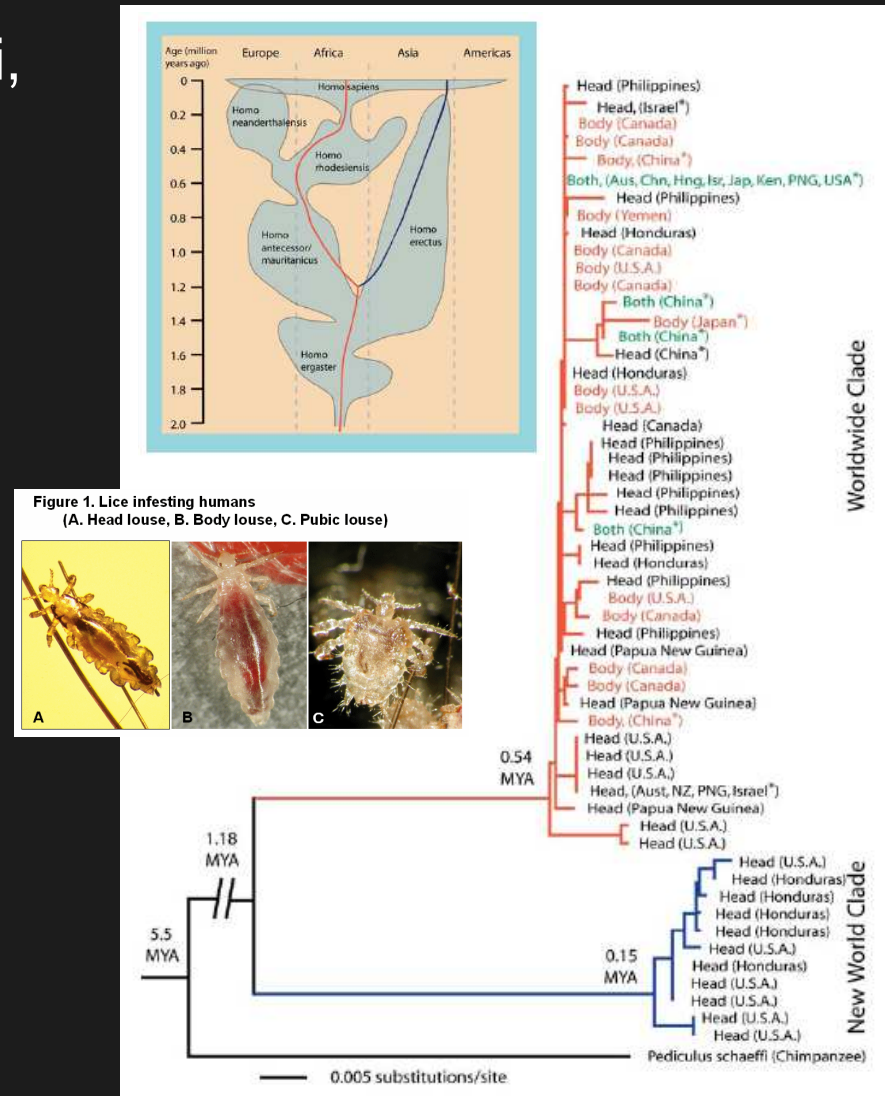 i,
Age (million
years ago)
Europe
Africa
Asia
Americas
0
0.2
0.4
0.6
0.8
1.0
1.2
1.4
1.6
1.8
2.0
Homo sapiens
Homo
neanderthalensis
Homo
rhodesiensis
Homo
antecessor/
mauritanicus
Homo
erectus
Homo
ergaster
Figure 1. Lice infesting humans
(A. Head louse, B. Body louse, C. Pubic louse)
A
B
C
Head (Philippines)
Head, (Israel*)
Body (Canada)
Body (Canada)
Body, (China*)
Both, (Aus, Chn, Hng, Isr, Jap, Ken, PNG, USA*)
Head (Philippines)
Body (Yemen)
Head (Honduras)
Body (Canada)
Body (U.S.A.)
Body (Canada)
Both (China*)
Body (Japan*)
Both (China*)
Head (China*)
Head (Honduras)
Body (U.S.A.)
Body (U.S.A.)
Head (Canada)
Head (Philippines)
Head (Philippines)
Head (Philippines)
Head (Philippines)
Head (Philippines)
Both (China*)
Head (Philippines)
Head (Honduras)
Head (Philippines)
Body (U.S.A.)
Body (Canada)
Head (Philippines)
Head (Papua New Guinea)
Body (Canada)
Body (Canada)
Head (Papua New Guinea)
Body, (China*)
Head (U.S.A.)
Head (U.S.A.)
Head (U.S.A.)
Head, (Aust, NZ, PNG, Israel*)
Head (Papua New Guinea)
Head (U.S.A.)
Head (U.S.A.)
Worldwide Clade
0.54
MYA
1.18
MYA
5.5
MYA
0.15
MYA
Head (U.S.A.)
Head (Honduras)
Head (Honduras)
Head (Honduras)
Head (Honduras)
Head (U.S.A.)
Head (Honduras)
Head (U.S.A.)
Head (U.S.A.)
Head (U.S.A.)
Head (U.S.A.)
New World Clade
Pediculus schaeffi (Chimpanzee)
0.005 substitutions/site